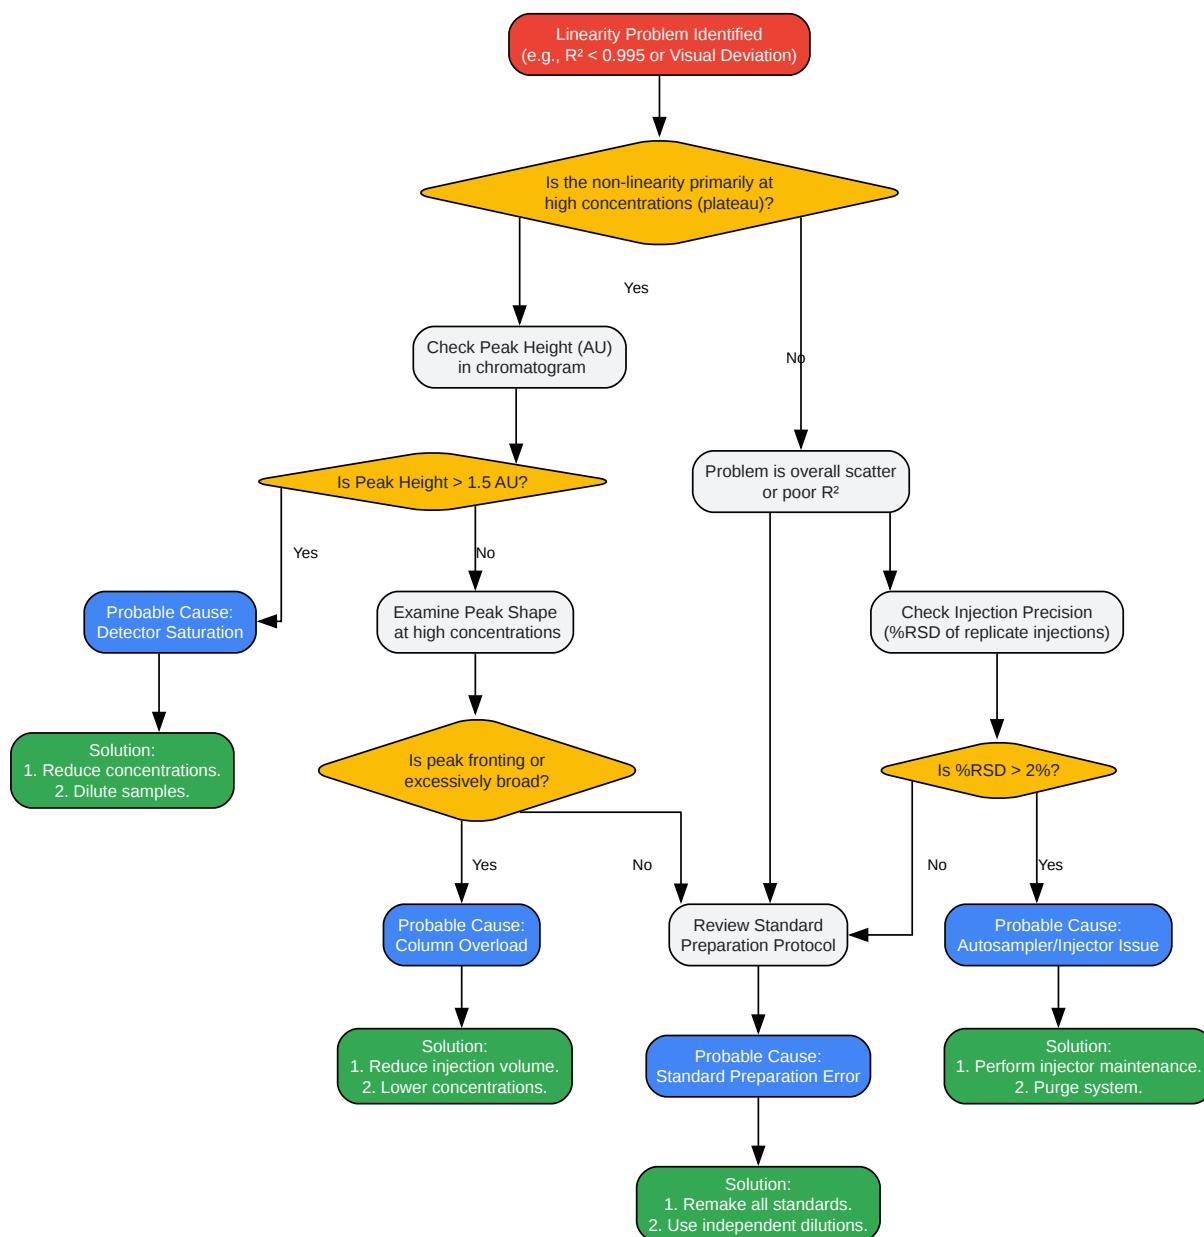 Linearity Problem Identified
(e.g., R² < 0.995 or Visual Deviation)
Is the non-linearity primarily at
high concentrations (plateau)?
Yes
Check Peak Height (AU)
in chromatogram
No
Is Peak Height > 1.5 AU?
Problem is overall scatter
or poor R²
Yes
No
Probable Cause:
Detector Saturation
Examine Peak Shape
at high concentrations
Check Injection Precision
(%RSD of replicate injections)
Solution:
1. Reduce concentrations.
2. Dilute samples.
Is peak fronting or
excessively broad?
Is %RSD > 2%?
Yes
No
No
Yes
Probable Cause:
Column Overload
Review Standard
Preparation Protocol
Probable Cause:
Autosampler/Injector Issue
Solution:
1. Reduce injection volume.
2. Lower concentrations.
Probable Cause:
Standard Preparation Error
Solution:
1. Perform injector maintenance.
2. Purge system.
Solution:
1. Remake all standards.
2. Use independent dilutions.